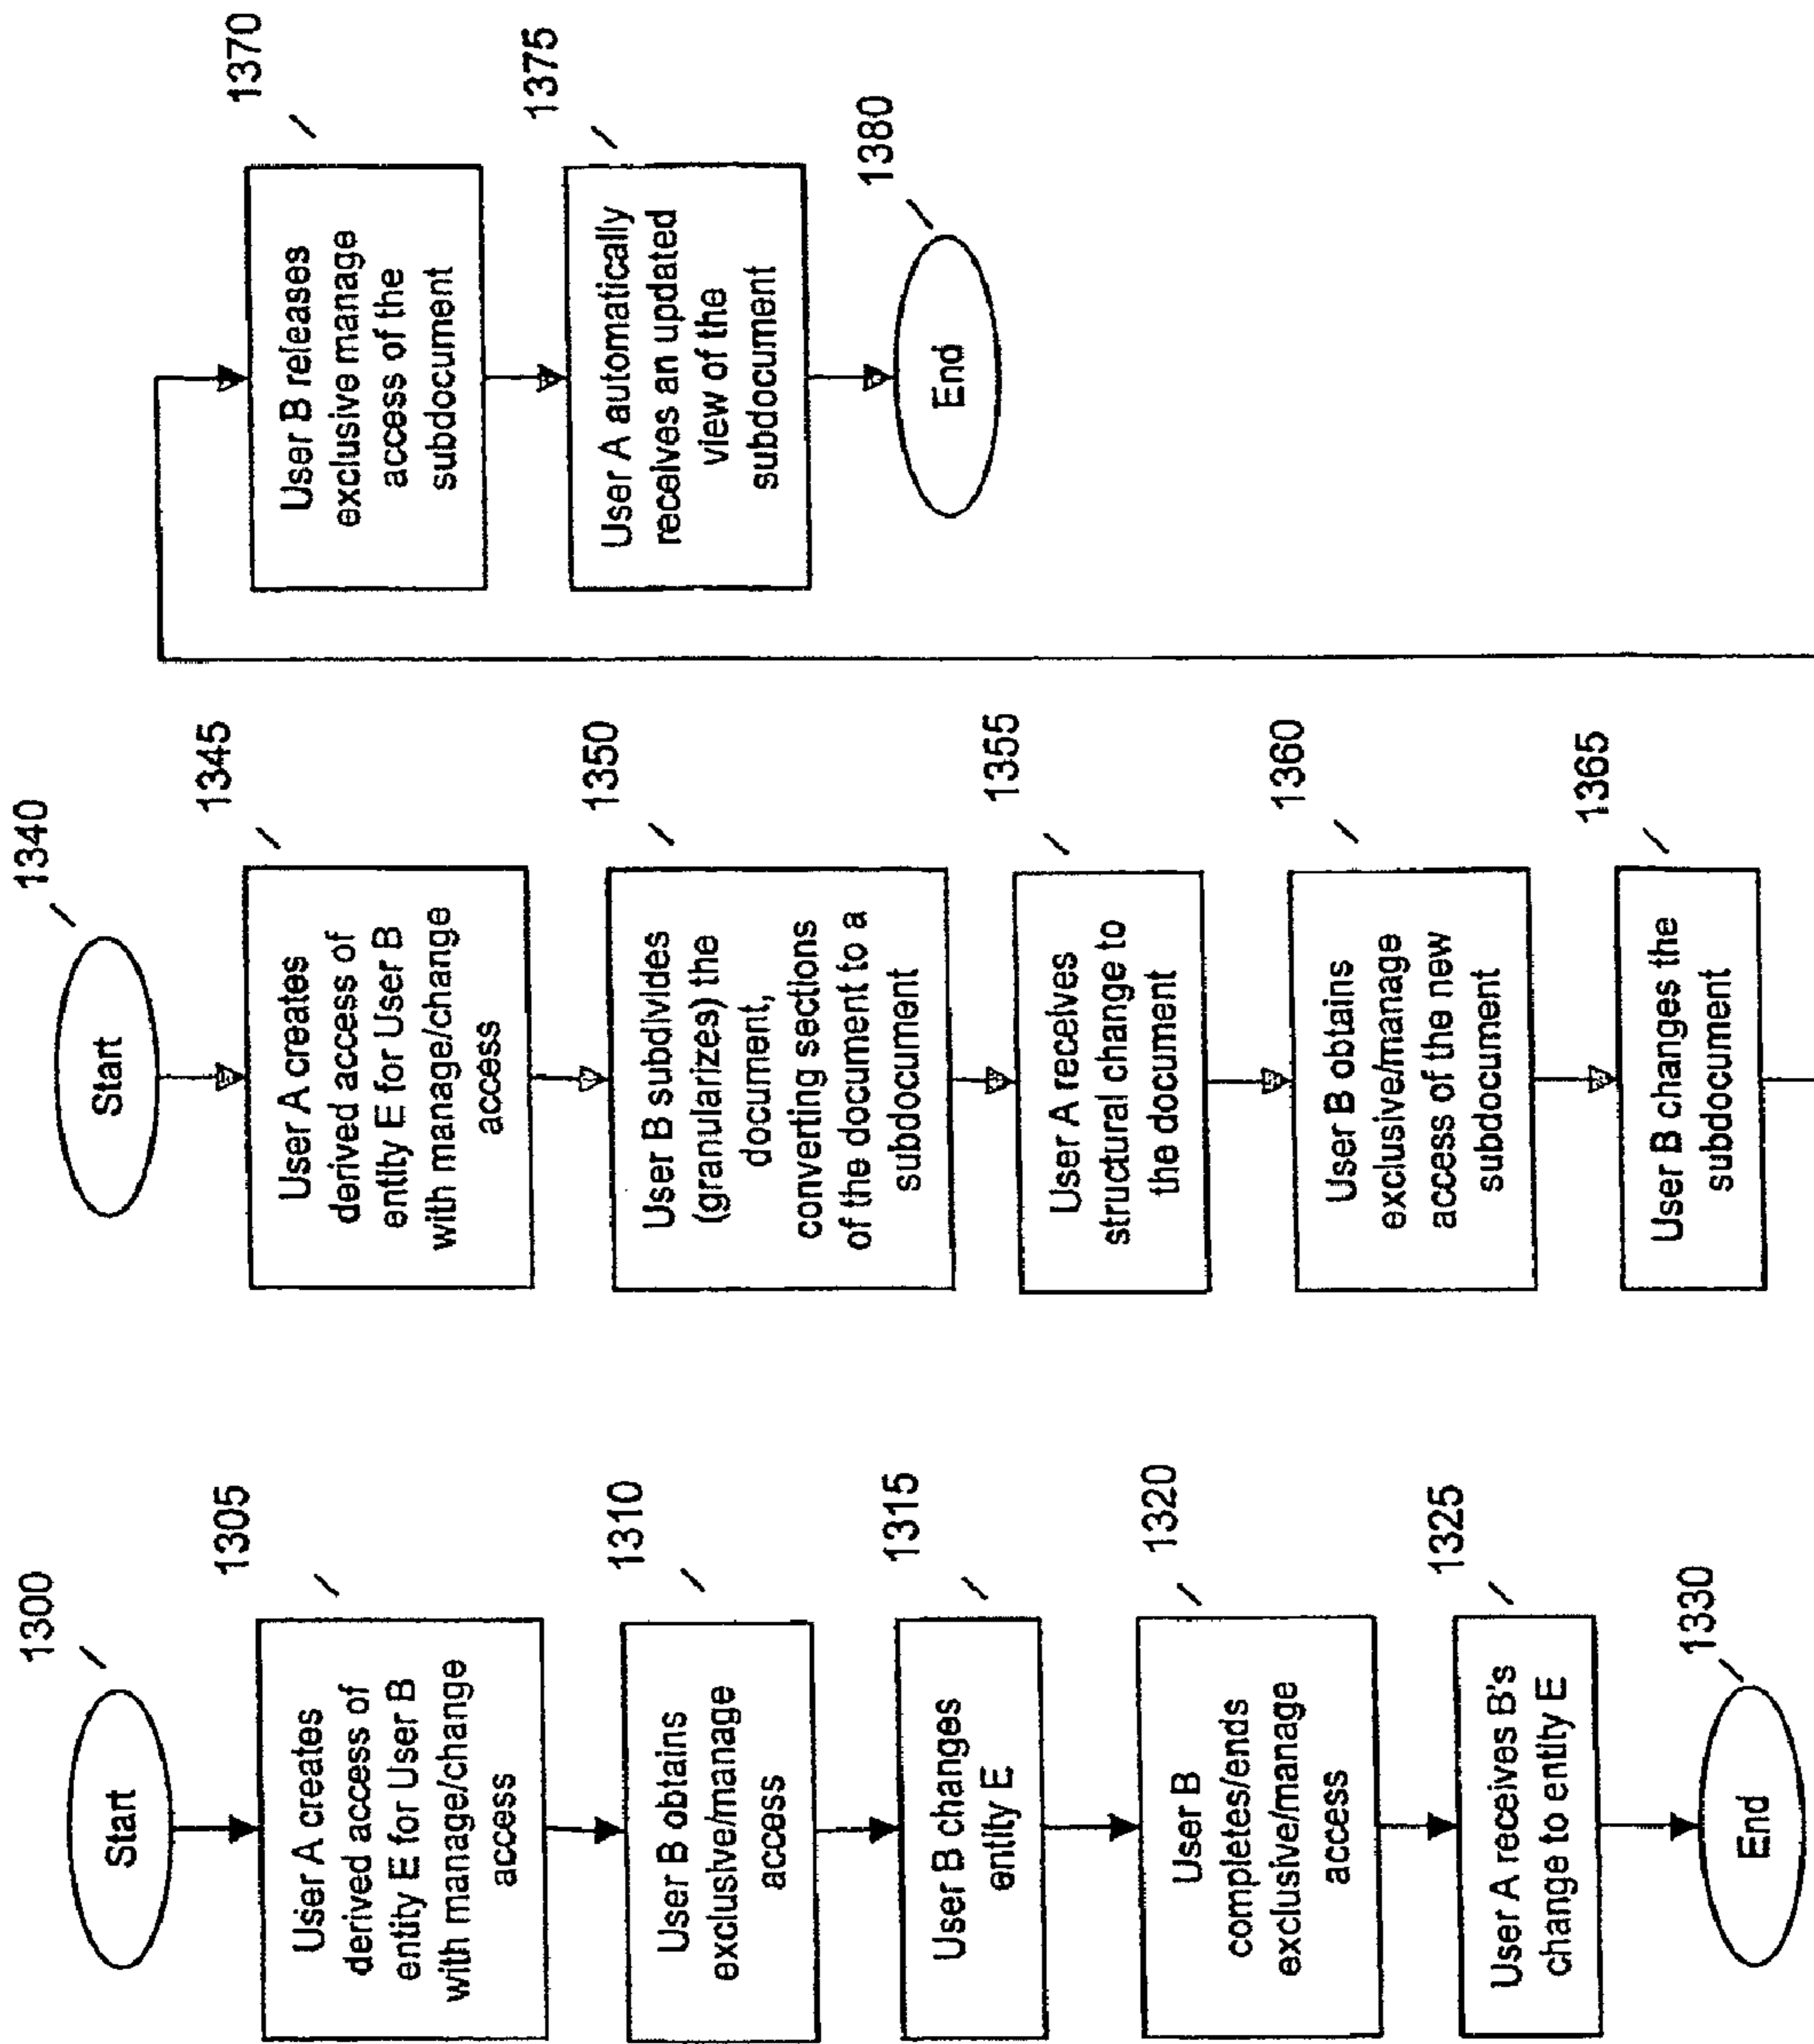 1300
Start
1305
User A creates
derived access of
entity E for User B
with manage/change
access
1310
User B obtains
exclusive/manage
access
1315
User B changes
entity E
1320
User B
completes/ends
exclusive/manage
access
1325
User A receives B's
change to entity E
1330
End
1340
Start
1345
User A creates
derived access of
entity E for User B
with manage/change
access
1350
User B subdivides
(granularizes) the
document,
converting sections
of the document to a
subdocument
1355
User A receives
structural change to
the document
1360
User B obtains
exclusive/manage
access of the new
subdocument
1365
User B changes the
subdocument
1370
User B releases
exclusive manage
access of the
subdocument
1375
User A automatically
receives an updated
view of the
subdocument
1380
End